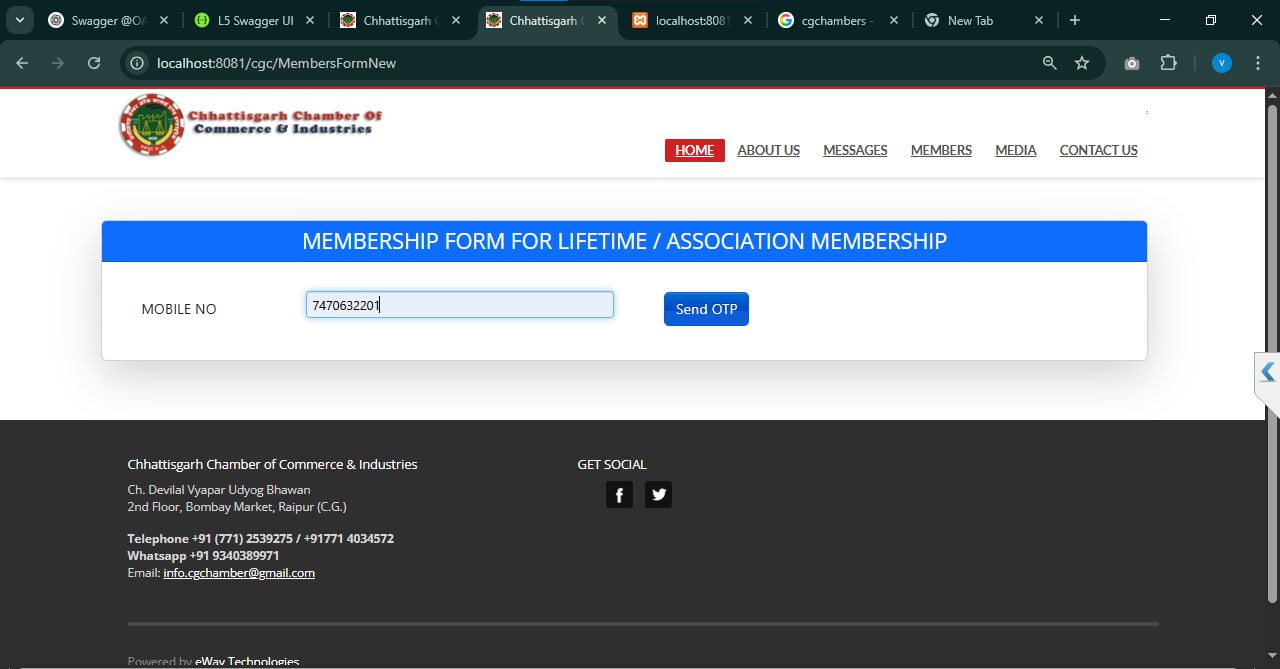 Swagger @OA
L5 Swagger UI
Chhattisgarh C
Chhattisgarh C
localhost:8081
cgchambers -
New Tab
localhost:8081/cgc/MembersFormNew
V
Chhattisgarh Chamber Of
Commerce & Industries
:
HOME ABOUT US MESSAGES MEMBERS MEDIA CONTACT US
MEMBERSHIP FORM FOR LIFETIME / ASSOCIATION MEMBERSHIP
MOBILE NO 7470632201 Send OTP
Chhattisgarh Chamber of Commerce & Industries
Ch. Devilal Vyapar Udyog Bhawan
2nd Floor, Bombay Market, Raipur (C.G.)
Telephone +91 (771) 2539275 / +91771 4034572
Whatsapp +91 9340389971
Email: info.cgchamber@gmail.com
GET SOCIAL
Powered by eWay Technologies